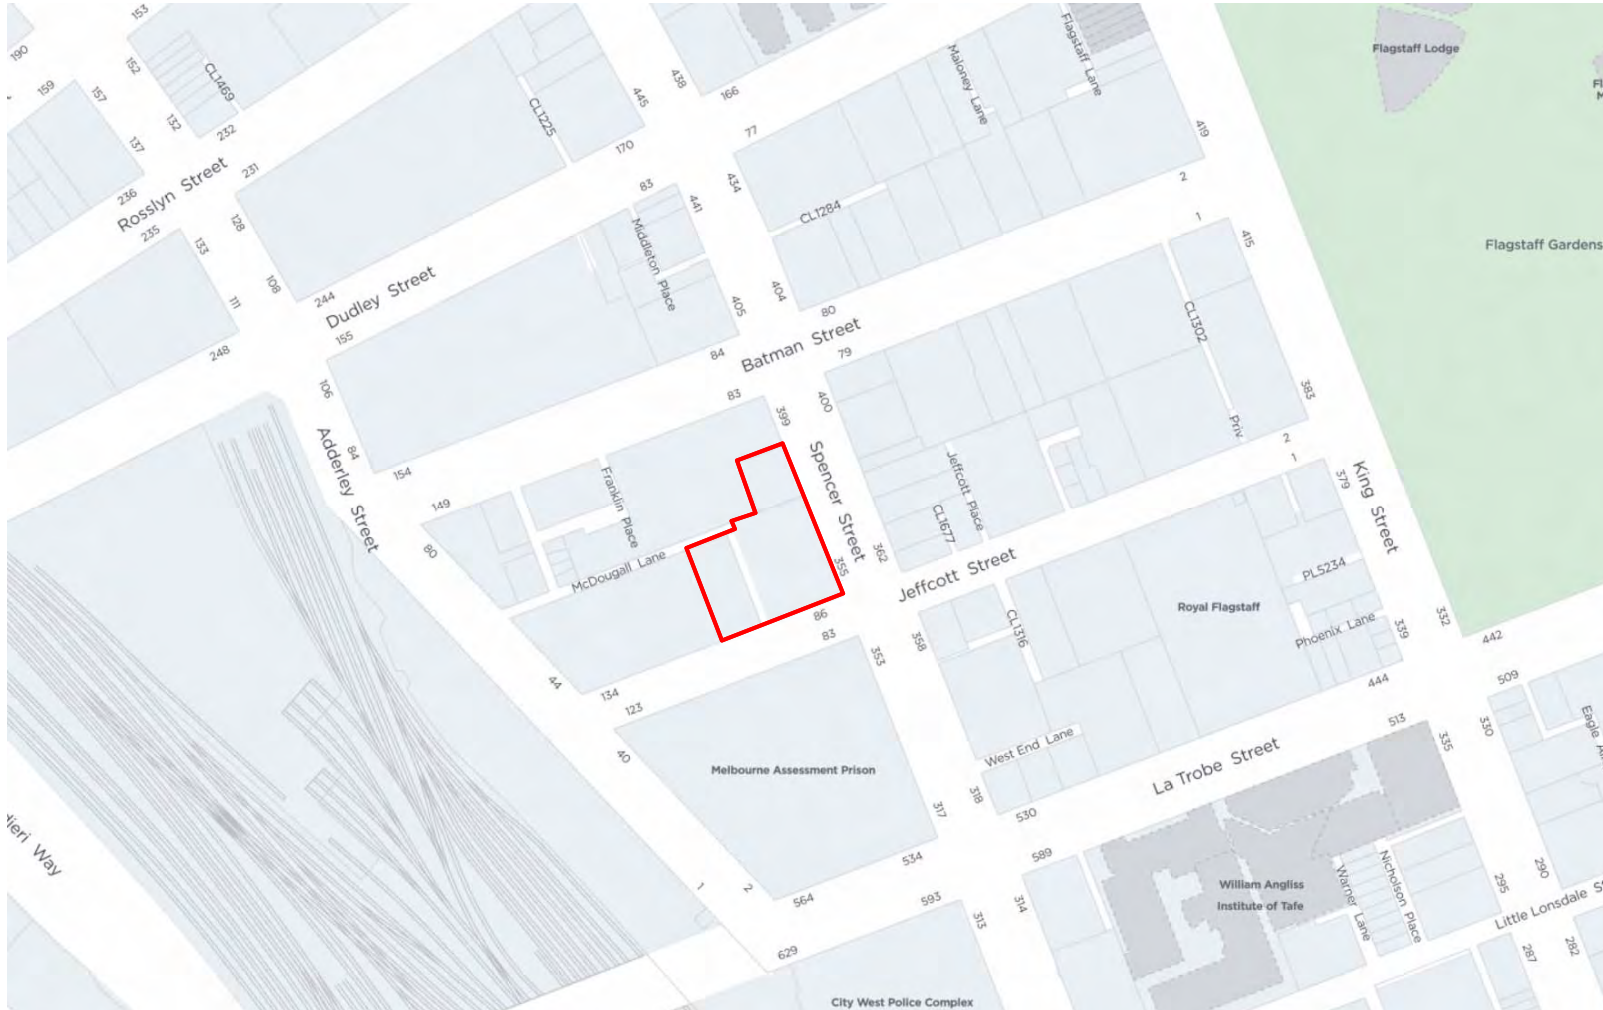 153
190
152
CL1469
159
157
132
232
137
236
Rosslyn Street
231
235
128
133
108
111
244
248
Dudley Street
155
106
84
154
CL1225
445
438
166
170
83
441
Middleton Place
405
84
77
434
CL1284
404
80
Batman Street
79
Maloney Lane
Flagstaff Lane
419
2
1
415
CL1302
383
Priv
2
1
Flagstaff Lodge
Flagstaff Gardens
Fl
M
83
399
400
Spencer Street
355
362
Jeffcott Place
CL1677
Jeffcott Street
Adderley Street
149
80
Franklin Place
McDougall Lane
86
83
353
358
44
134
123
40
Melbourne Assessment Prison
317
318
534
530
1
2
564
593
629
313
314
589
CL1316
West End Lane
Royal Flagstaff
PL5234
Phoenix Lane
339
379
King Street
332
442
444
509
330
513
335
Eagle A
La Trobe Street
William Angliss
Institute of Tafe
Warner Lane
Nicholson Place
295
290
Little Lonsdale S
287
282
City West Police Complex
dieri Way